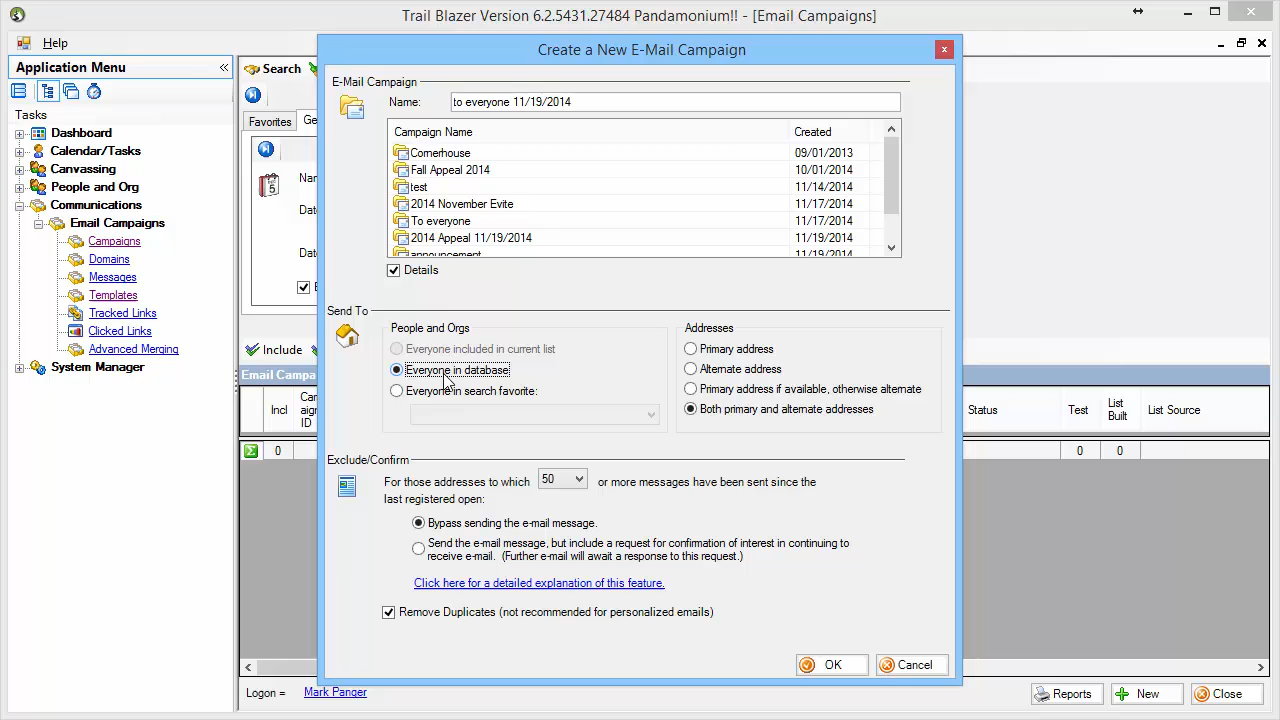 Trail Blazer Version 6.2.5431.27484 Pandamonium!! - [Email Campaigns]
Help
Application Menu
Tasks
Dashboard
Calendar/Tasks
Canvassing
People and Org
Communications
Email Campaigns
Campaigns
Domains
Messages
Templates
Tracked Links
Clicked Links
Advanced Merging
System Manager
Search
Favorites
Ge
Nan
Dat
Dat
Include
Email Campa
Incl
Cam
aigr
ID
Create a New E-Mail Campaign
E-Mail Campaign
Name: to everyone 11/19/2014
Campaign Name Created
Cornerhouse 09/01/2013
Fall Appeal 2014 10/01/2014
test 11/14/2014
2014 November Evite 11/17/2014
To everyone 11/17/2014
2014 Appeal 11/19/2014 11/19/2014
announcement 11/19/2014
Details
Send To
People and Orgs
Everyone included in current list
Everyone in database
Everyone in search favorite:
Addresses
Primary address
Alternate address
Primary address if available, otherwise alternate
Both primary and alternate addresses
Exclude/Confirm
For those addresses to which 50 or more messages have been sent since the
last registered open:
Bypass sending the e-mail message.
Send the e-mail message, but include a request for confirmation of interest in continuing to
receive e-mail. (Further e-mail will await a response to this request.)
Click here for a detailed explanation of this feature.
Remove Duplicates (not recommended for personalized emails)
OK Cancel
Status Test List
Built List Source
0 0 0
Logon = Mark Panger
Reports New Close